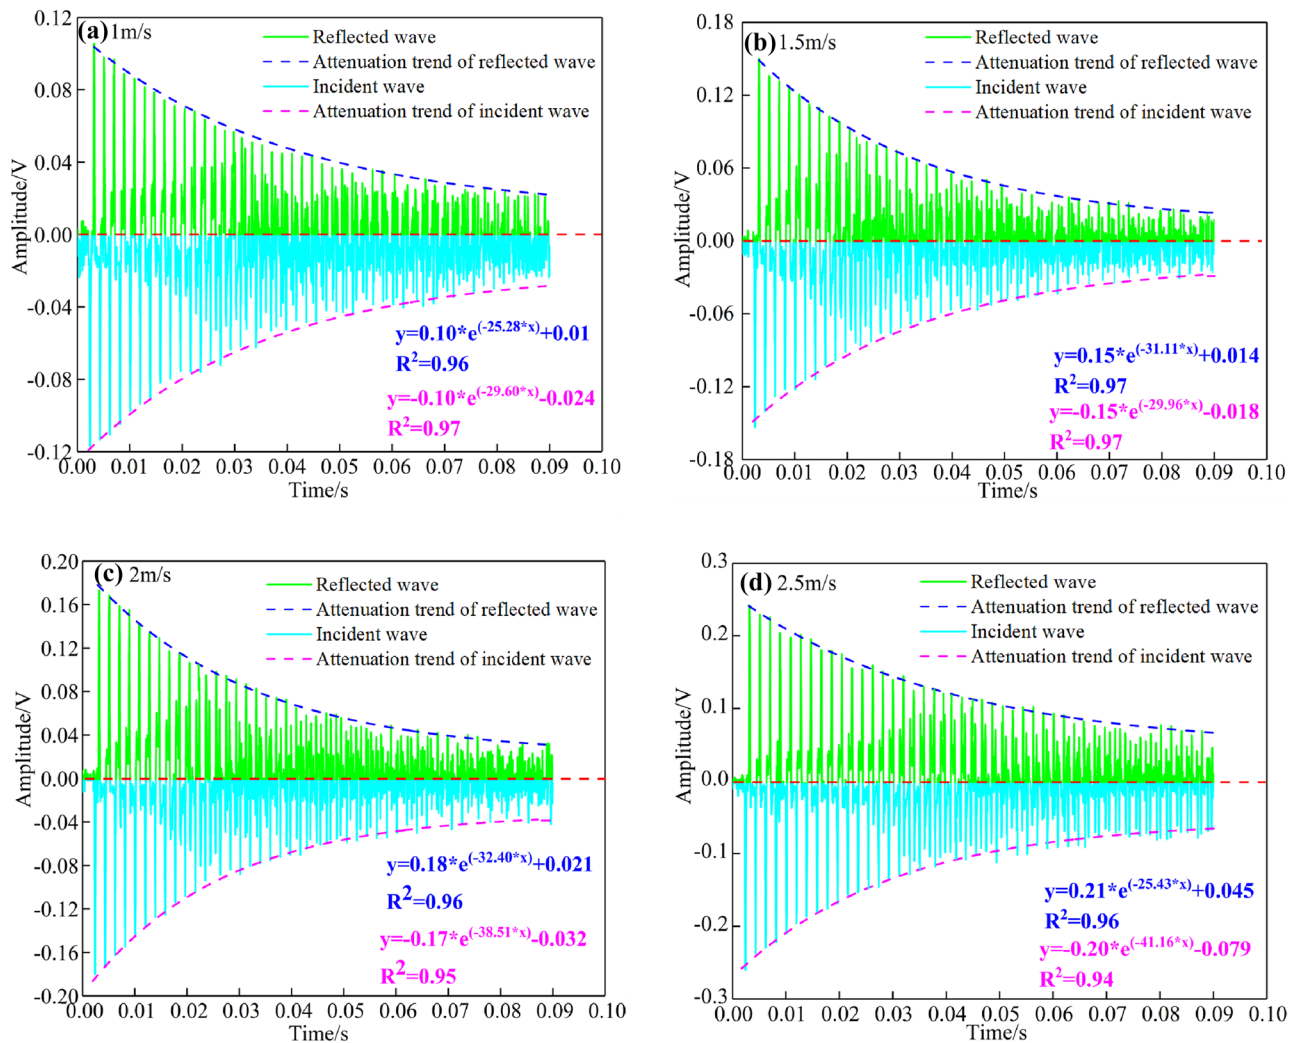 (a) 1m/s
Reflected wave
Attenuation trend of reflected wave
Incident wave
Attenuation trend of incident wave
0.12
0.08
0.04
0.00
-0.04
-0.08
-0.12
Amplitude/V
y=0.10*e(-25.28*x)+0.01
R2=0.96
y=-0.10*e(-29.60*x)-0.024
R2=0.97
0.00 0.01 0.02 0.03 0.04 0.05 0.06 0.07 0.08 0.09 0.10
Time/s
(b) 1.5m/s
Reflected wave
Attenuation trend of reflected wave
Incident wave
Attenuation trend of incident wave
0.18
0.12
0.06
0.00
-0.06
-0.12
-0.18
Amplitude/V
y=0.15*e(-31.11*x)+0.014
R2=0.97
y=-0.15*e(-29.96*x)-0.018
R2=0.97
0.00 0.01 0.02 0.03 0.04 0.05 0.06 0.07 0.08 0.09 0.10
Time/s
(c) 2m/s
Reflected wave
Attenuation trend of reflected wave
Incident wave
Attenuation trend of incident wave
0.20
0.16
0.12
0.08
0.04
0.00
-0.04
-0.08
-0.12
-0.16
-0.20
Amplitude/V
y=0.18*e(-32.40*x)+0.021
R2=0.96
y=-0.17*e(-38.51*x)-0.032
R2=0.95
0.00 0.01 0.02 0.03 0.04 0.05 0.06 0.07 0.08 0.09 0.10
Time/s
(d) 2.5m/s
Reflected wave
Attenuation trend of reflected wave
Incident wave
Attenuation trend of incident wave
0.3
0.2
0.1
0.0
-0.1
-0.2
-0.3
Amplitude/V
y=0.21*e(-25.43*x)+0.045
R2=0.96
y=-0.20*e(-41.16*x)-0.079
R2=0.94
0.00 0.01 0.02 0.03 0.04 0.05 0.06 0.07 0.08 0.09 0.10
Time/s